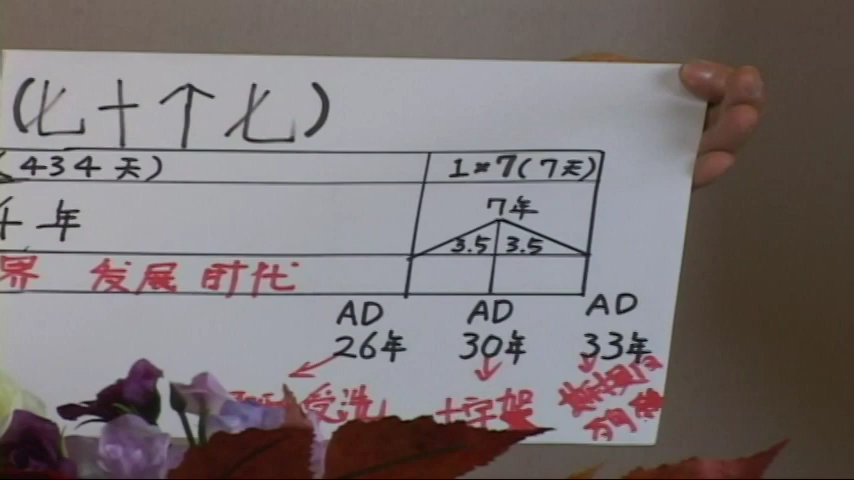 (七十个七)
434天) 1*7(7天)
年 7年
3.5 3.5
界 发展时代
AD AD AD
26年 30年 33年
受洗 十字架